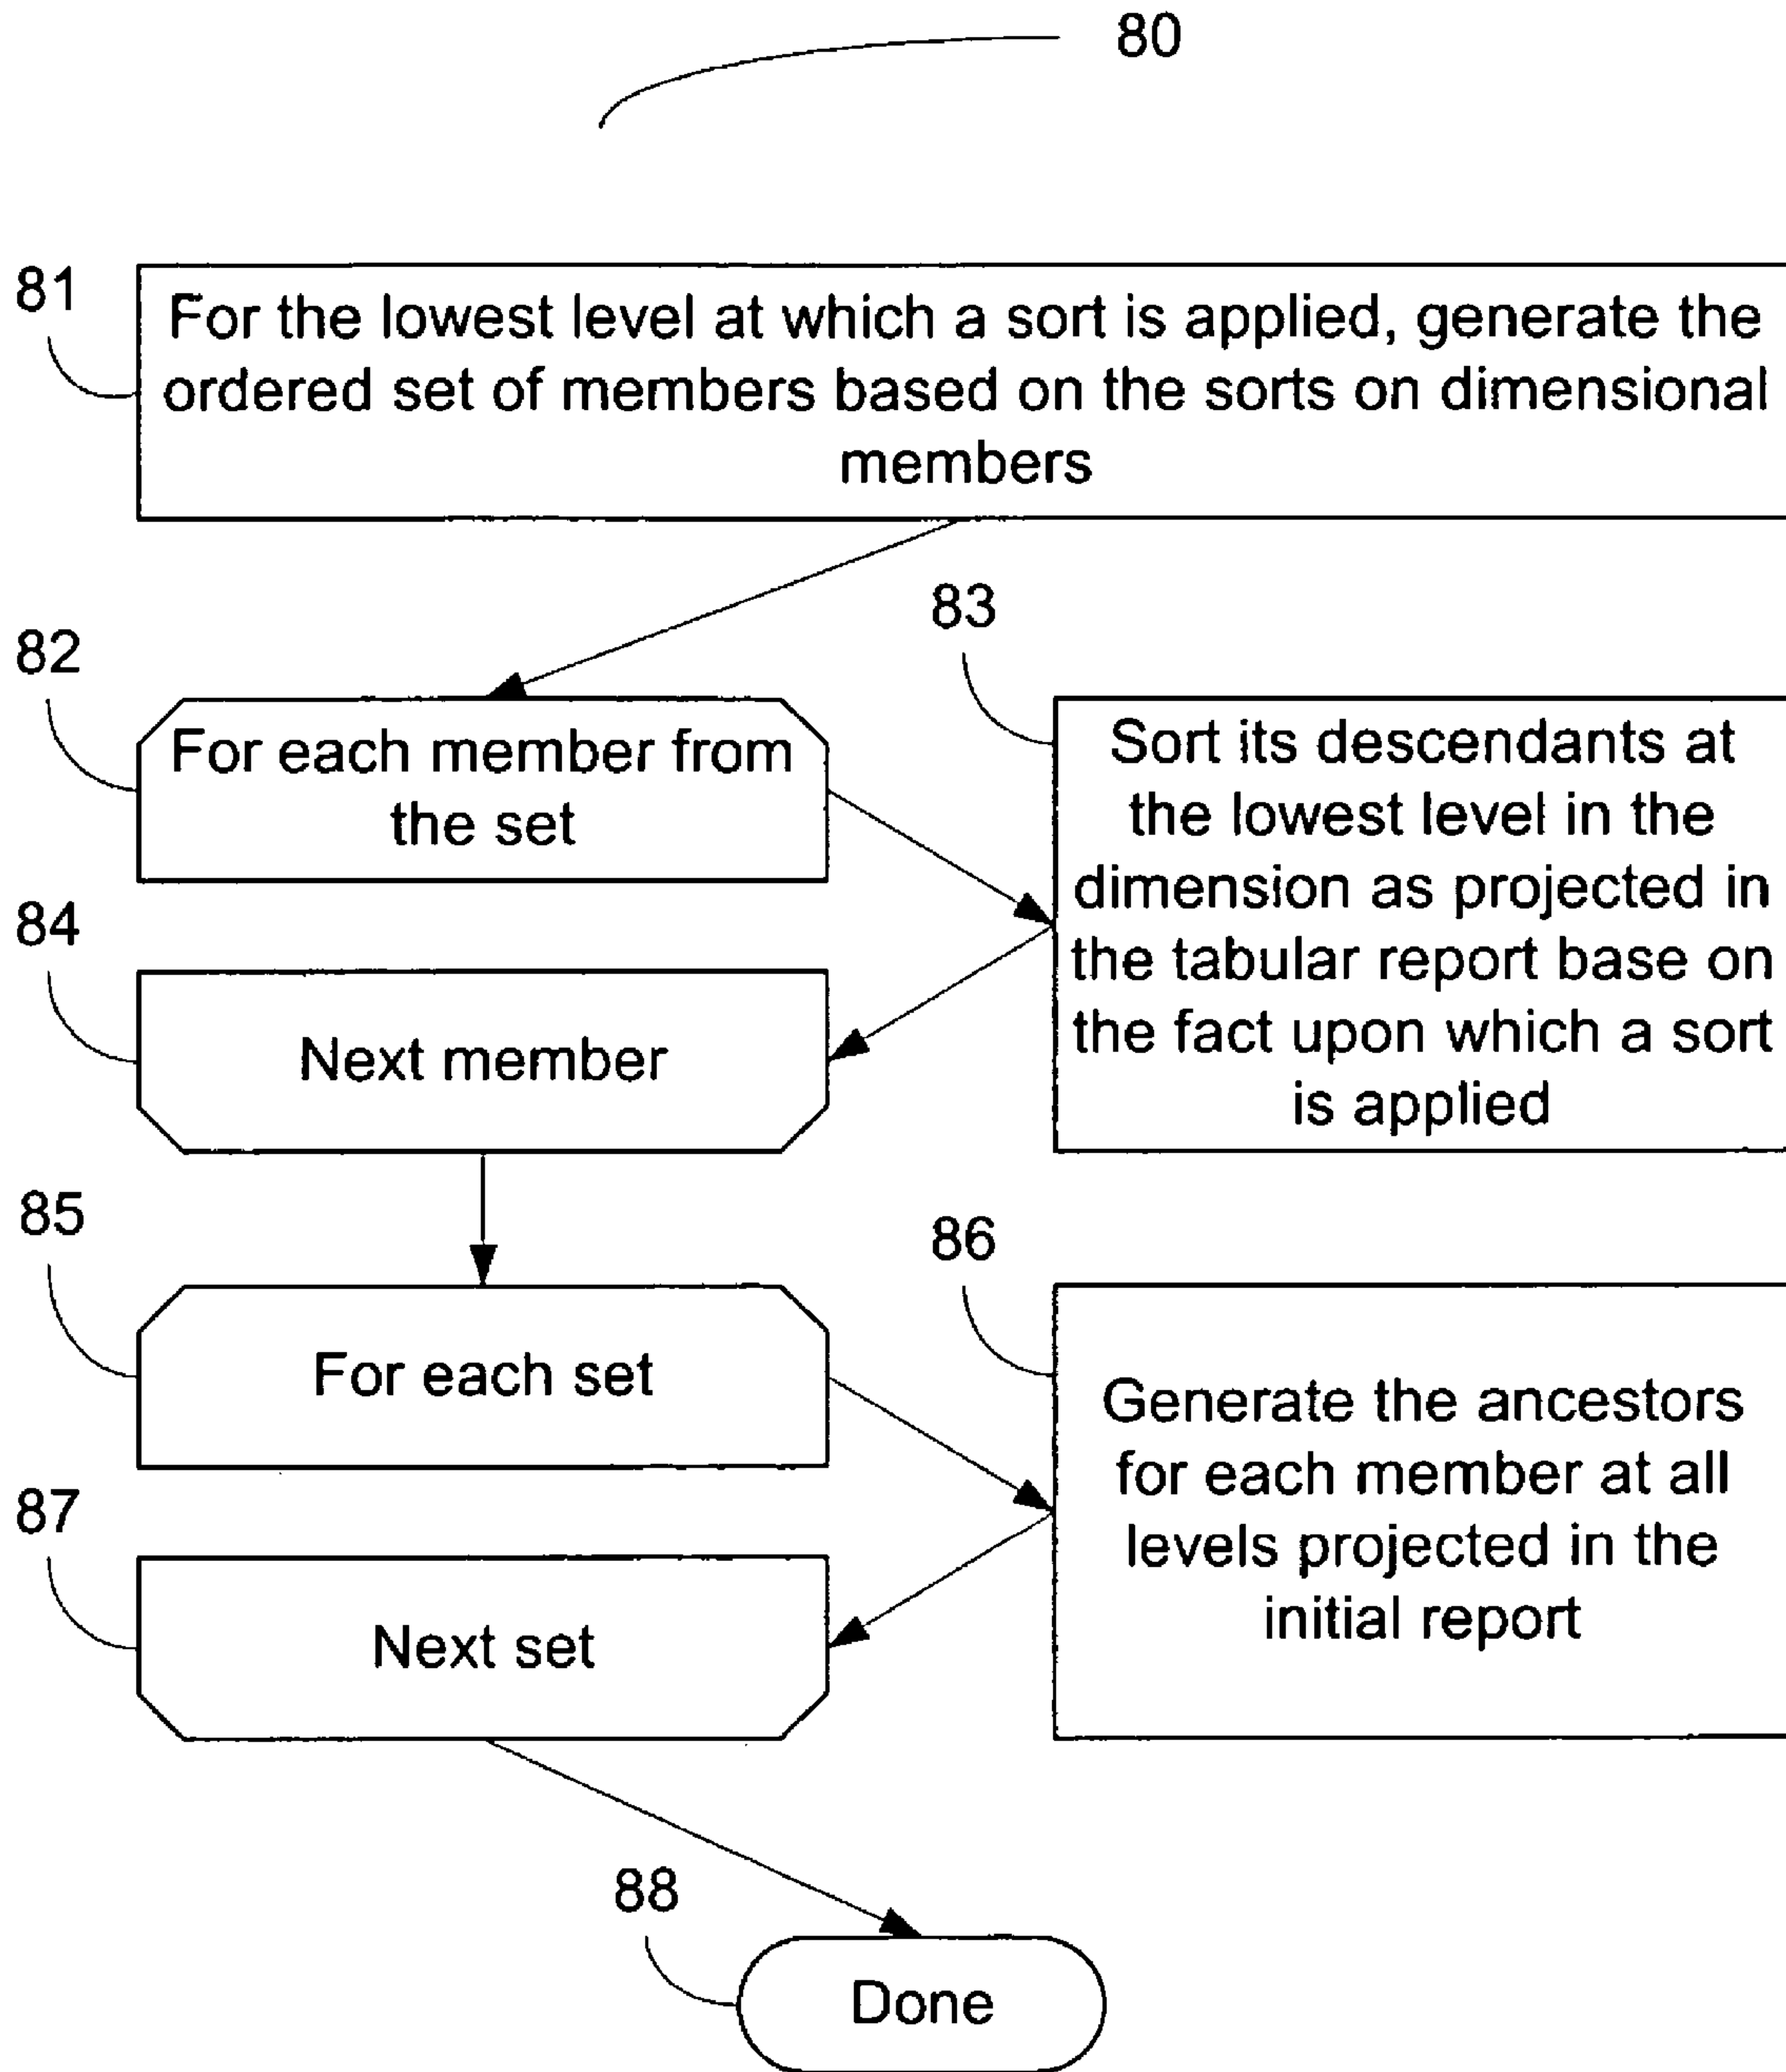 80
81
For the lowest level at which a sort is applied, generate the
ordered set of members based on the sorts on dimensional
members
82
For each member from
the set
83
Sort its descendants at
the lowest level in the
dimension as projected in
the tabular report base on
the fact upon which a sort
is applied
84
Next member
85
For each set
86
Generate the ancestors
for each member at all
levels projected in the
initial report
87
Next set
88
Done